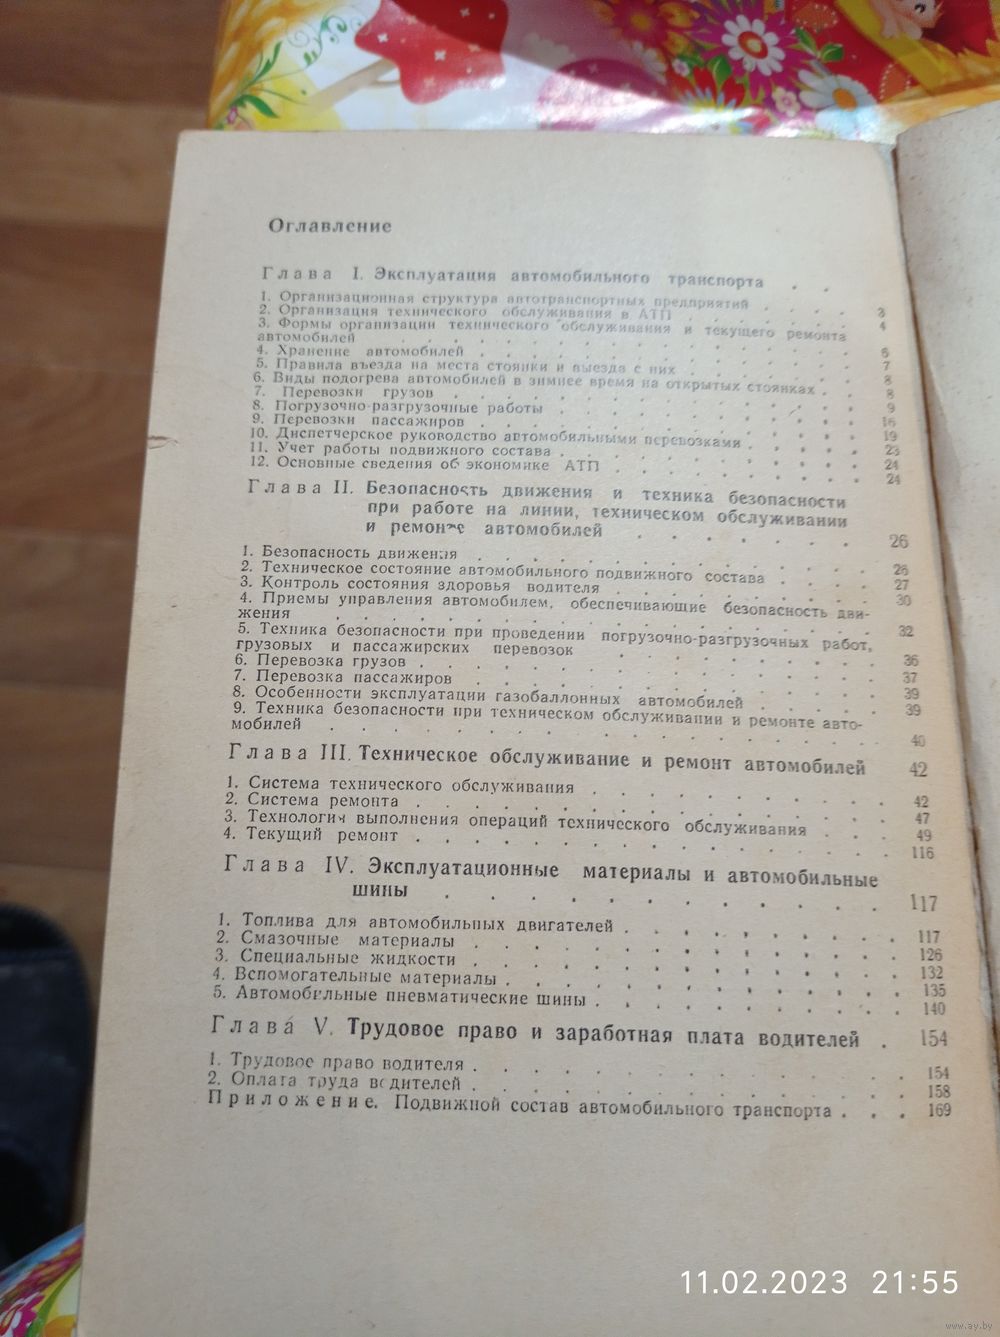 Оглавление
Глава I. Эксплуатация автомобильного транспорта . .
1. Организационная структура автотранспортных предприятий . . . . 3
2. Организация технического обслуживания в АТП . . . . . 4
3. Формы организации технического обслуживания и текущего ремонта
автомобилей . . . . . . . . . . 6
4. Хранение автомобилей . . . . . . . . . 7
5. Правила въезда на места стоянки и выезда с них . . . . . 8
6. Виды подогрева автомобилей в зимнее время на открытых стоянках . . 8
7. Перевозки грузов . . . . . . . . . 9
8. Погрузочно-разгрузочные работы . . . . . . . 16
9. Перевозки пассажиров . . . . . . . . 19
10. Диспетчерское руководство автомобильными перевозками . . . . 23
11. Учет работы подвижного состава . . . . . . . 24
12. Основные сведения об экономике АТП . . . . . . 24
Глава II. Безопасность движения и техника безопасности
при работе на линии, техническом обслуживании
и ремонте автомобилей . . . . . . 26
1. Безопасность движения . . . . . . . . 26
2. Техническое состояние автомобильного подвижного состава . . . . 27
3. Контроль состояния здоровья водителя . . . . . . 30
4. Приемы управления автомобилем, обеспечивающие безопасность дви-
жения . . . . . . . . . . . 32
5. Техника безопасности при проведении погрузочно-разгрузочных работ,
грузовых и пассажирских перевозок . . . . . . 36
6. Перевозка грузов . . . . . . . . . 37
7. Перевозка пассажиров . . . . . . . . 39
8. Особенности эксплуатации газобаллонных автомобилей . . . . 39
9. Техника безопасности при техническом обслуживании и ремонте авто-
мобилей . . . . . . . . . . . 40
Глава III. Техническое обслуживание и ремонт автомобилей 42
1. Система технического обслуживания . . . . . . . 42
2. Система ремонта . . . . . . . . . . 47
3. Технология выполнения операций технического обслуживания . . . 49
4. Текущий ремонт . . . . . . . . . . 116
Глава IV. Эксплуатационные материалы и автомобильные
шины . . . . . . . . . . 117
1. Топлива для автомобильных двигателей . . . . . . . 117
2. Смазочные материалы . . . . . . . . . 126
3. Специальные жидкости . . . . . . . . . 132
4. Вспомогательные материалы . . . . . . . . . 135
5. Автомобильные пневматические шины . . . . . . . 140
Глава V. Трудовое право и заработная плата водителей . 154
1. Трудовое право водителя . . . . . . . . . 154
2. Оплата труда водителей . . . . . . . . . 158
Приложение. Подвижной состав автомобильного транспорта . . . 169
11.02.2023 21:55
www.ay.by